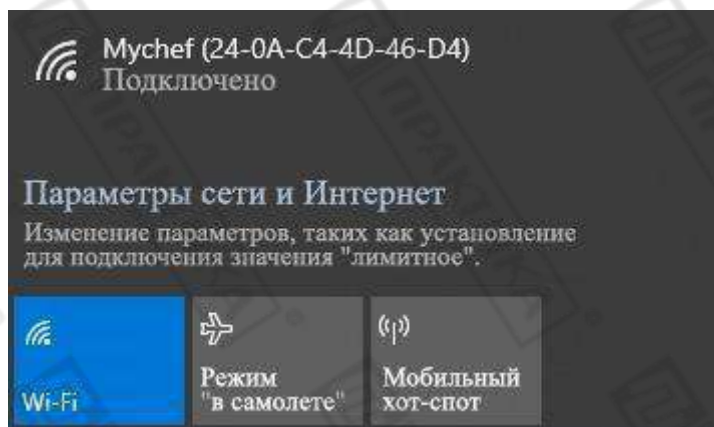 Mychef (24-0A-C4-4D-46-D4)
Подключено
Параметры сети и Интернет
Изменение параметров, таких как установление
для подключения значения "лимитное".
Wi-Fi
Режим
"в самолете"
Мобильный
хот-спот